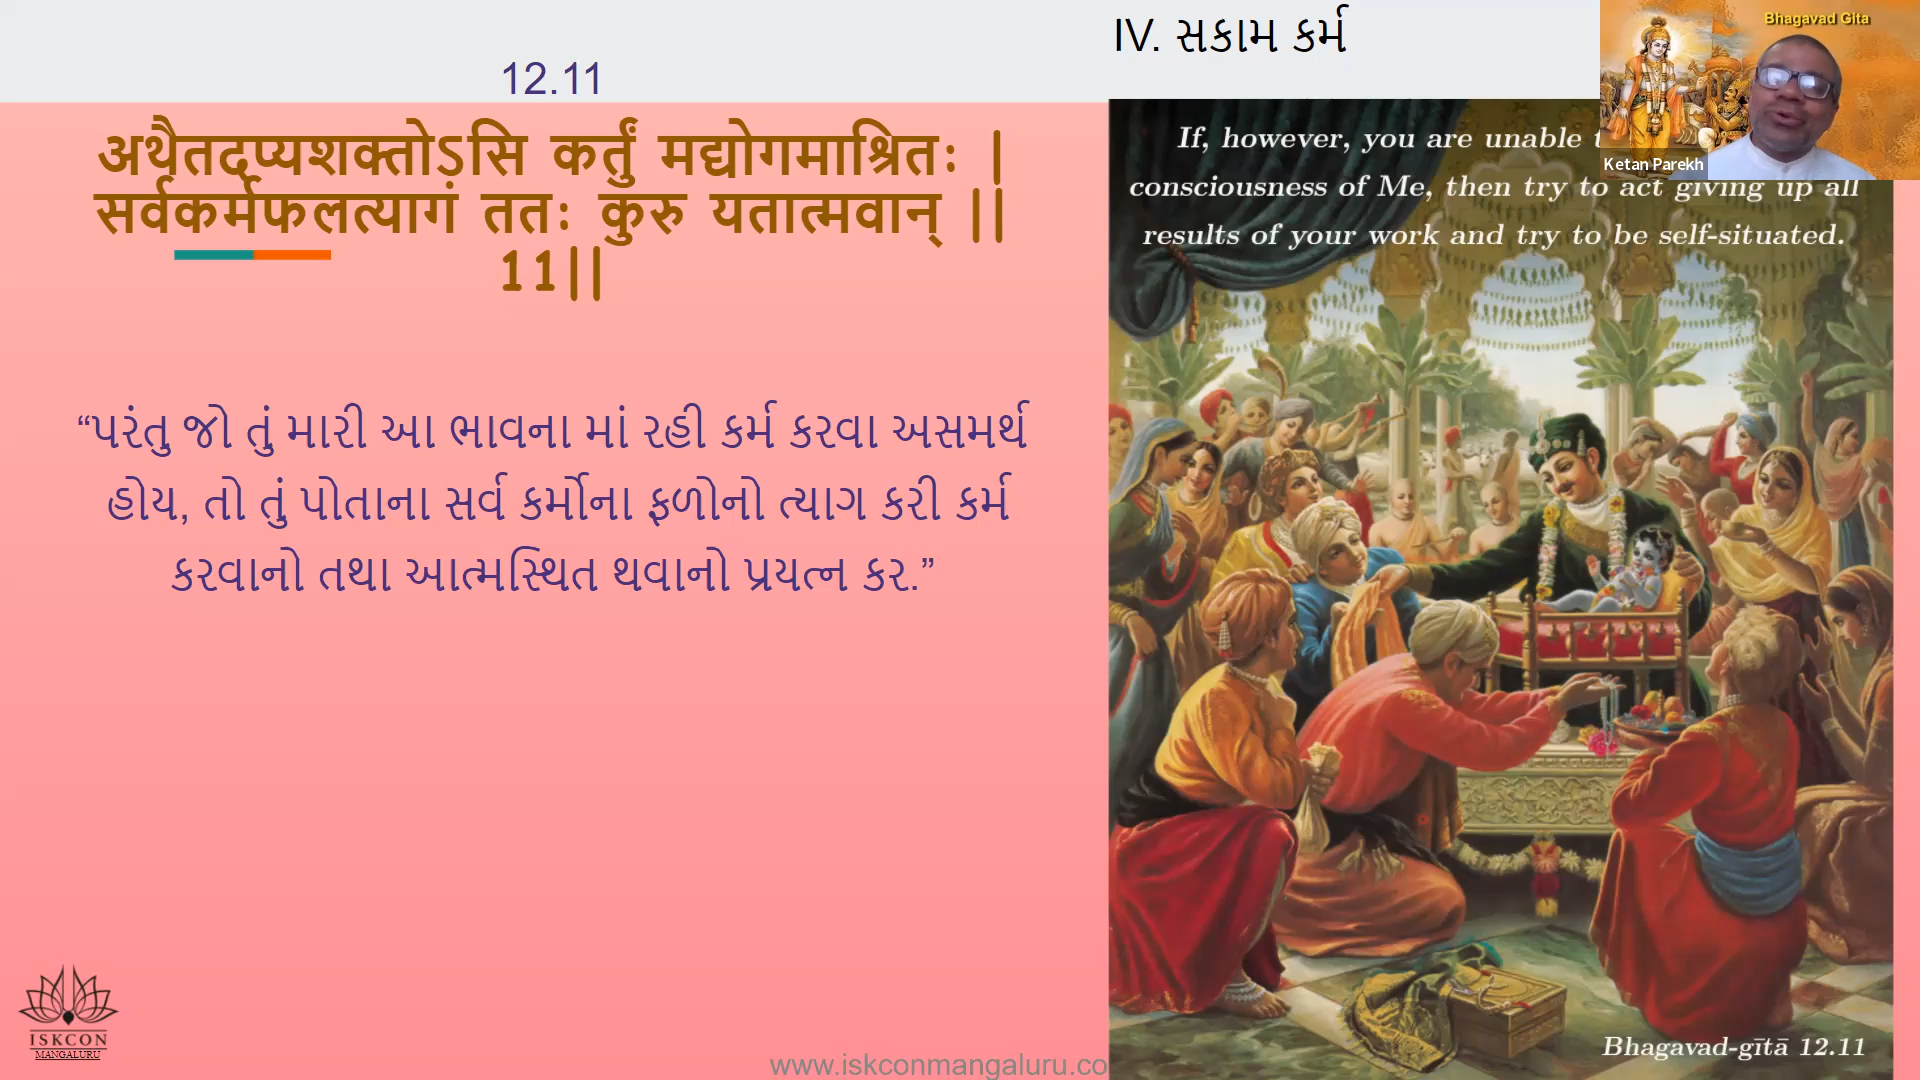 12.11
अथैतदप्यशक्तोऽसि कर्तुं मद्योगमाश्रितः |
सर्वकर्मफलत्यागं ततः कुरु यतात्मवान् ||
11||
“પરંતુ જો તું મારી આ ભાવના માં રહી કર્મ કરવા અસમર્થ
હોય, તો તું પોતાના સર્વ કર્મોના ફળોનો ત્યાગ કરી કર્મ
કરવાનો તથા આત્મસ્થિત થવાનો પ્રયત્ન કર.”
IV. સકામ કર્મ
Bhagavad Gita
Ketan Parekh
If, however, you are unable
consciousness of Me, then try to act giving up all
results of your work and try to be self-situated.
Bhagavad-gītā 12.11
ISKCON
MANGALURU
www.iskconmangaluru.co